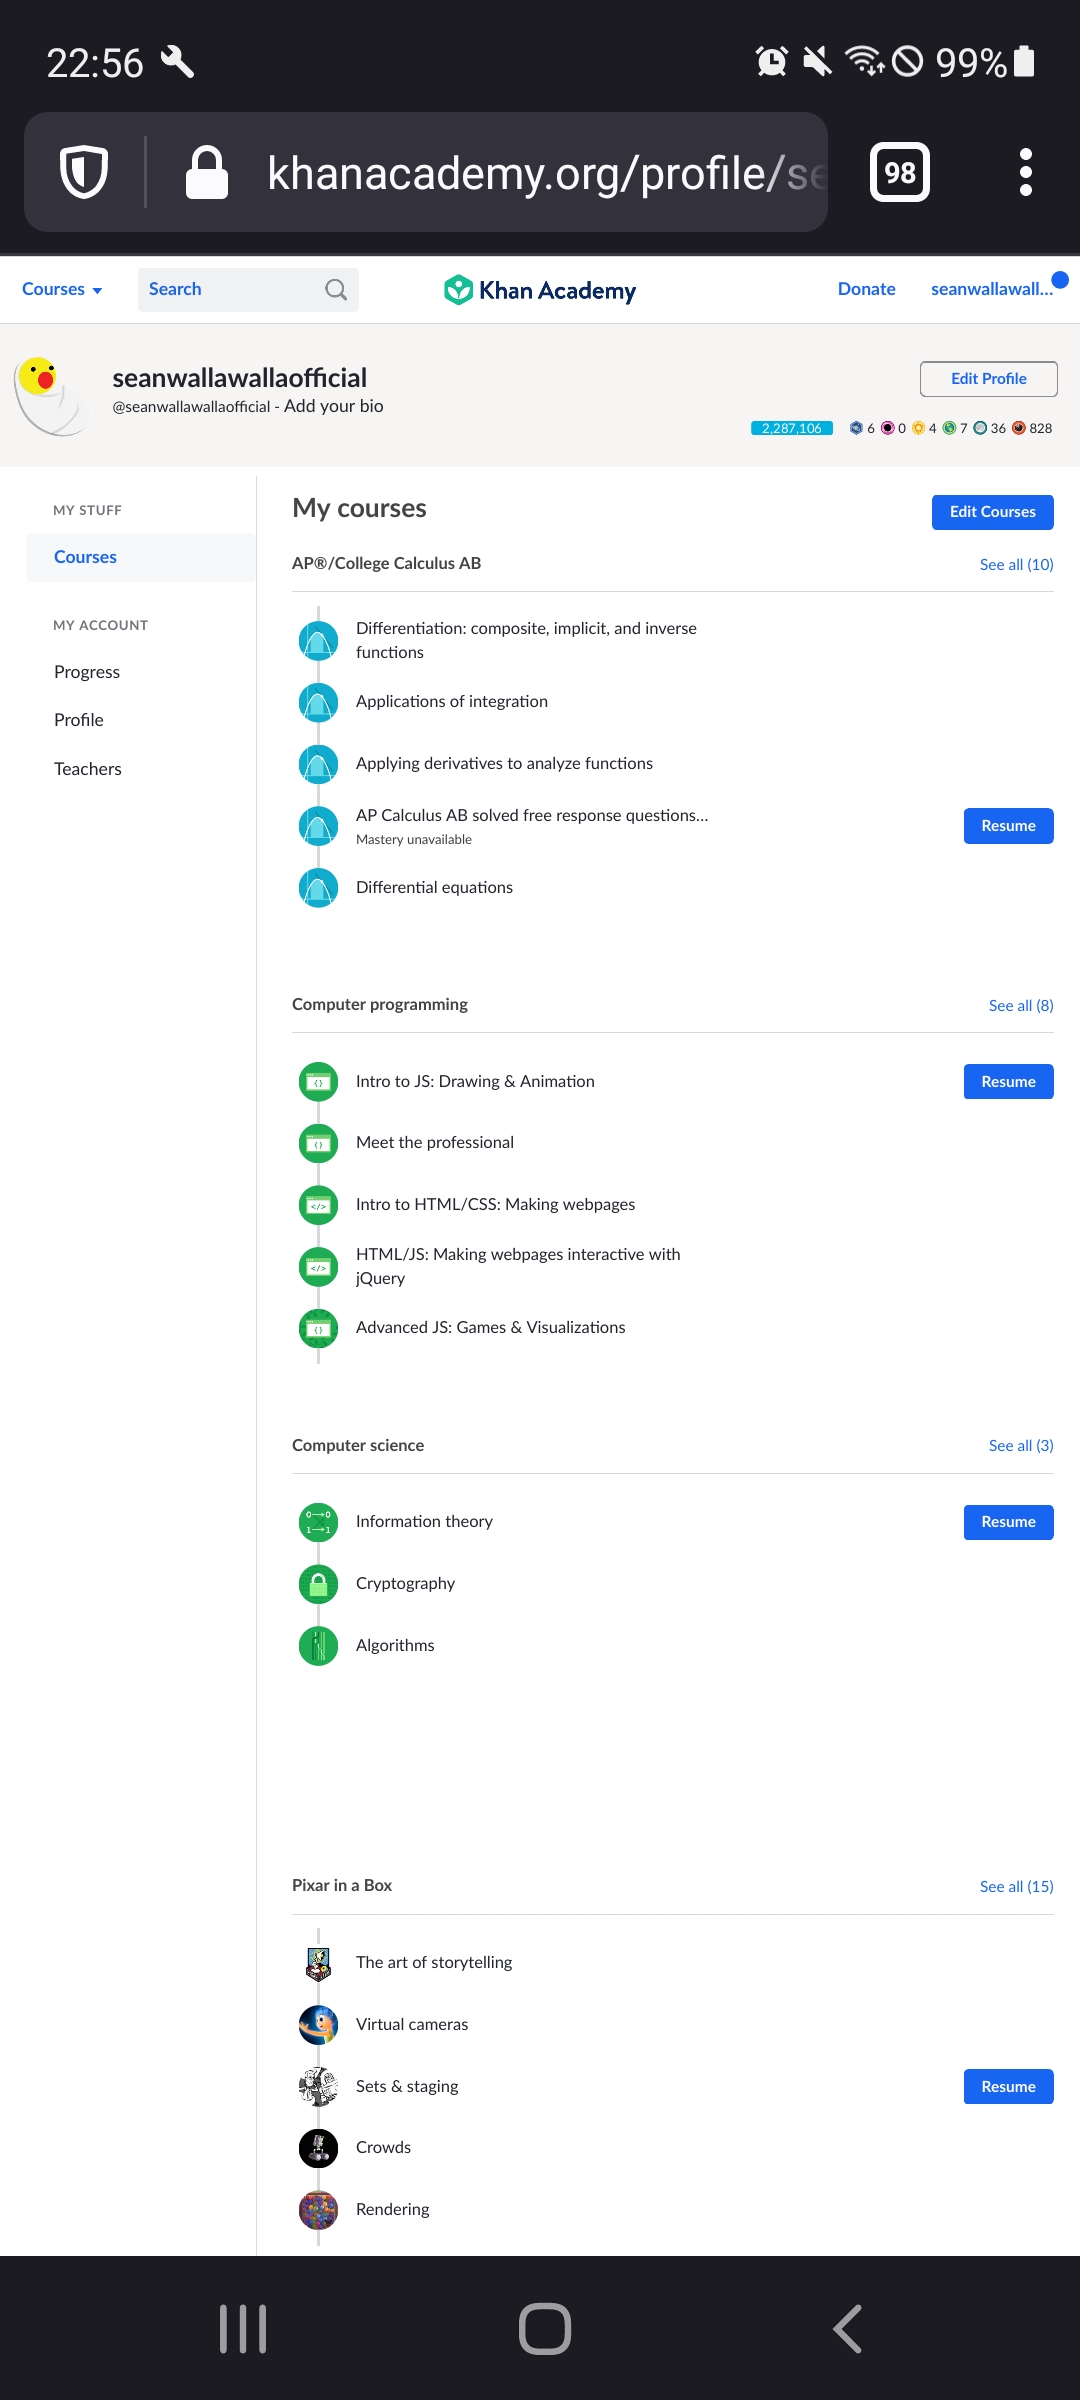 22:56 99%
khanacademy.org/profile/se 98
Courses Search Khan Academy Donate seanwallawall...
seanwallawallaofficial Edit Profile
@seanwallawallaofficial - Add your bio
2,287,106 6 0 4 7 36 828
MY STUFF
Courses
MY ACCOUNT
Progress
Profile
Teachers
My courses Edit Courses
AP®/College Calculus AB See all (10)
Differentiation: composite, implicit, and inverse
functions
Applications of integration
Applying derivatives to analyze functions
AP Calculus AB solved free response questions... Resume
Mastery unavailable
Differential equations
Computer programming See all (8)
Intro to JS: Drawing & Animation Resume
Meet the professional
Intro to HTML/CSS: Making webpages
HTML/JS: Making webpages interactive with
jQuery
Advanced JS: Games & Visualizations
Computer science See all (3)
Information theory Resume
Cryptography
Algorithms
Pixar in a Box See all (15)
The art of storytelling
Virtual cameras
Sets & staging Resume
Crowds
Rendering